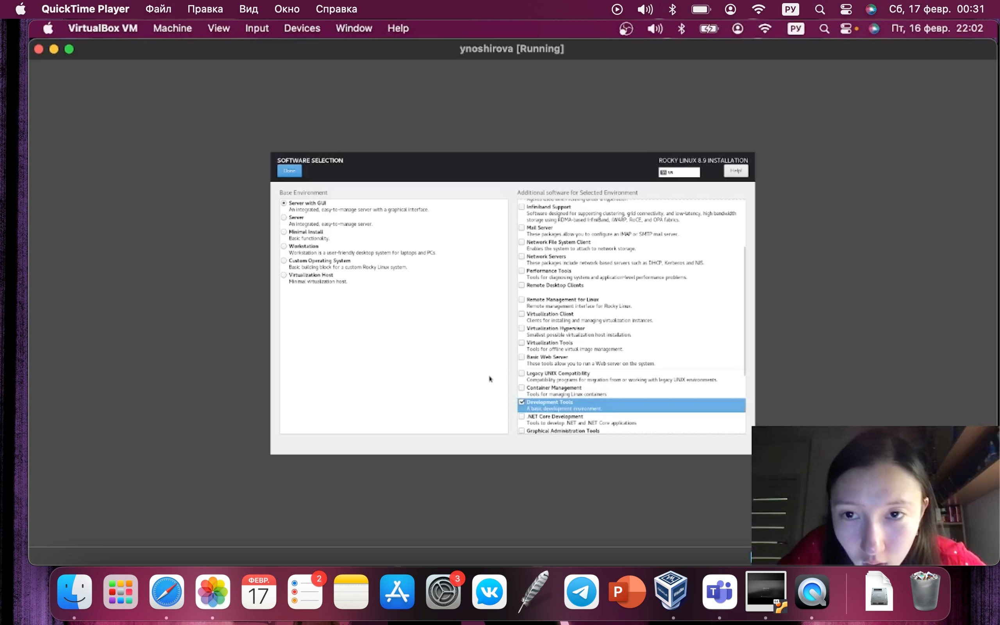 QuickTime Player Файл Правка Вид Окно Справка РУ Сб, 17 февр. 00:31
VirtualBox VM Machine View Input Devices Window Help РУ Пт, 16 февр. 22:02
ynoshirova [Running]
SOFTWARE SELECTION
ROCKY LINUX 8.9 INSTALLATION
Done
us
Help!
Base Environment
Server with GUI
An integrated, easy-to-manage server with a graphical interface.
Server
An integrated, easy-to-manage server.
Minimal Install
Basic functionality.
Workstation
Workstation is a user-friendly desktop system for laptops and PCs.
Custom Operating System
Basic building block for a custom Rocky Linux system.
Virtualization Host
Minimal virtualization host.
Additional software for Selected Environment
Agents used when running under a hypervisor.
Infiniband Support
Software designed for supporting clustering, grid connectivity, and low-latency, high bandwidth
storage using RDMA-based InfiniBand, iWARP, RoCE, and OPA fabrics.
Mail Server
These packages allow you to configure an IMAP or SMTP mail server.
Network File System Client
Enables the system to attach to network storage.
Network Servers
These packages include network-based servers such as DHCP, Kerberos and NIS.
Performance Tools
Tools for diagnosing system and application-level performance problems.
Remote Desktop Clients
Remote Management for Linux
Remote management interface for Rocky Linux.
Virtualization Client
Clients for installing and managing virtualization instances.
Virtualization Hypervisor
Smallest possible virtualization host installation.
Virtualization Tools
Tools for offline virtual image management.
Basic Web Server
These tools allow you to run a Web server on the system.
Legacy UNIX Compatibility
Compatibility programs for migration from or working with legacy UNIX environments.
Container Management
Tools for managing Linux containers
Development Tools
A basic development environment.
.NET Core Development
Tools to develop .NET and .NET Core applications
Graphical Administration Tools
ФЕВР.
17
2
3
P
T
64